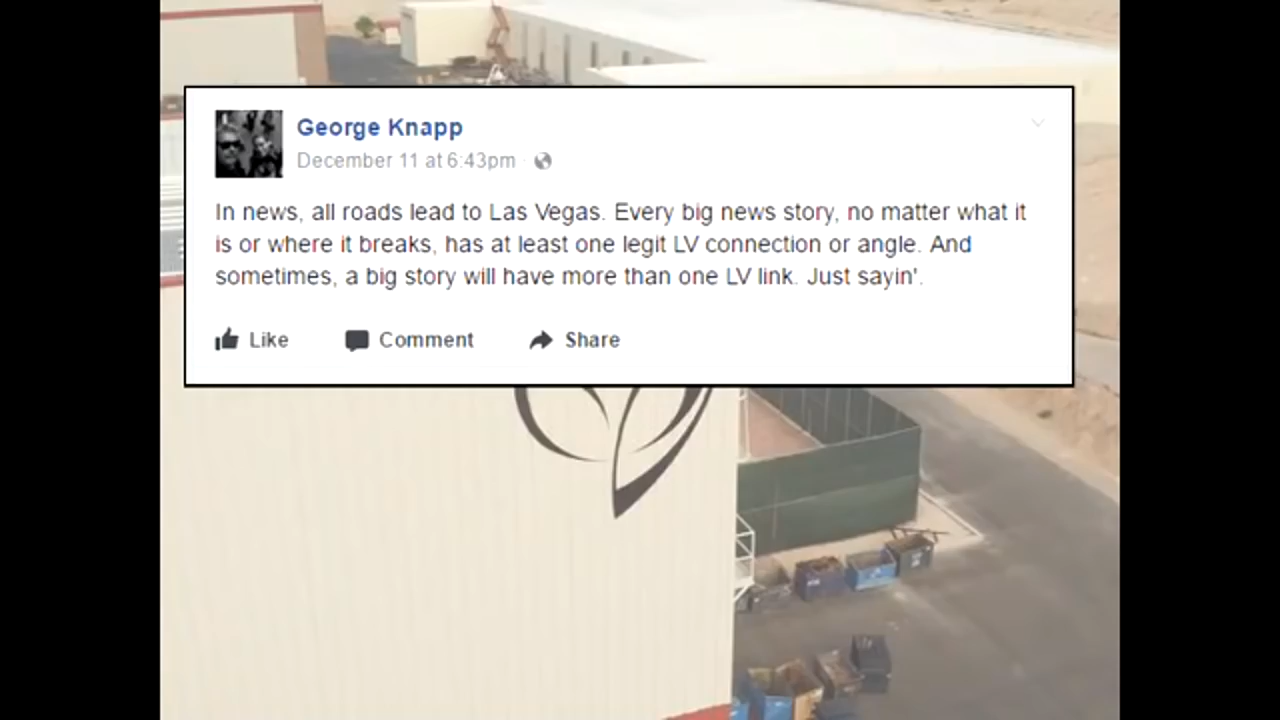 George Knapp
December 11 at 6:43pm
In news, all roads lead to Las Vegas. Every big news story, no matter what it
is or where it breaks, has at least one legit LV connection or angle. And
sometimes, a big story will have more than one LV link. Just sayin'.
Like Comment Share